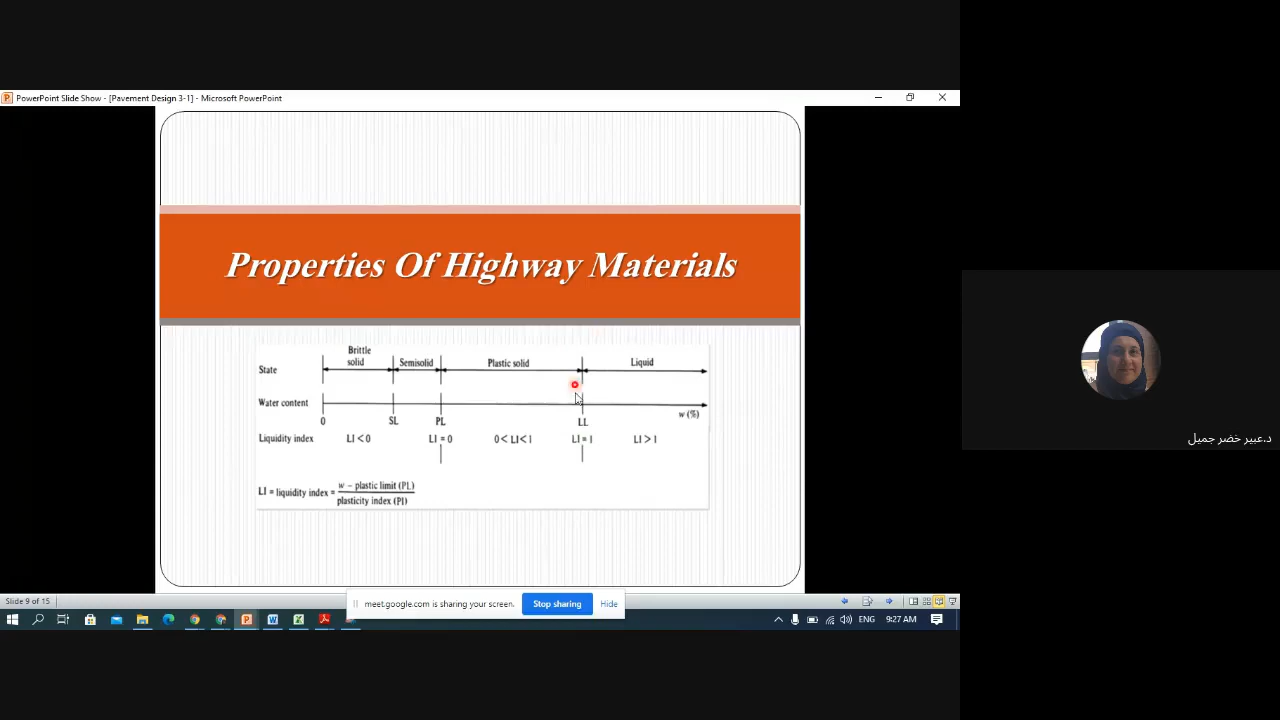 PowerPoint Slide Show - [Pavement Design 3-1] - Microsoft PowerPoint
Properties Of Highway Materials
Brittle
solid
Semisolid
Plastic solid
Liquid
State
Water content
0
SL
PL
LL
w (%)
Liquidity index
LI < 0
LI = 0
0 < LI < 1
LI = 1
LI > 1
LI = liquidity index = w – plastic limit (PL)
plasticity index (PI)
د.عبير خضر جميل
Slide 9 of 15
meet.google.com is sharing your screen.
Stop sharing
Hide
ENG
9:27 AM